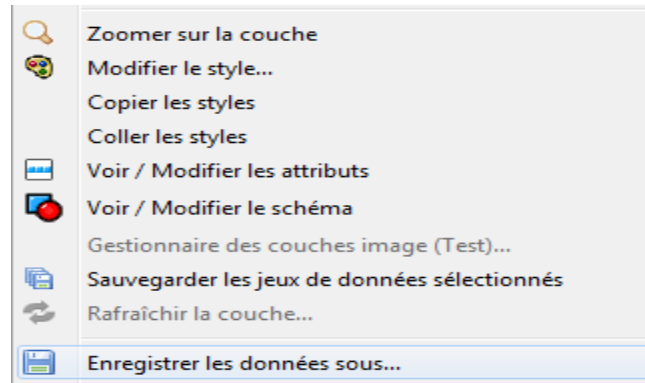 Zoomer sur la couche
Modifier le style...
Copier les styles
Coller les styles
Voir / Modifier les attributs
Voir / Modifier le schéma
Gestionnaire des couches image (Test)...
Sauvegarder les jeux de données sélectionnés
Rafraîchir la couche...
Enregistrer les données sous...